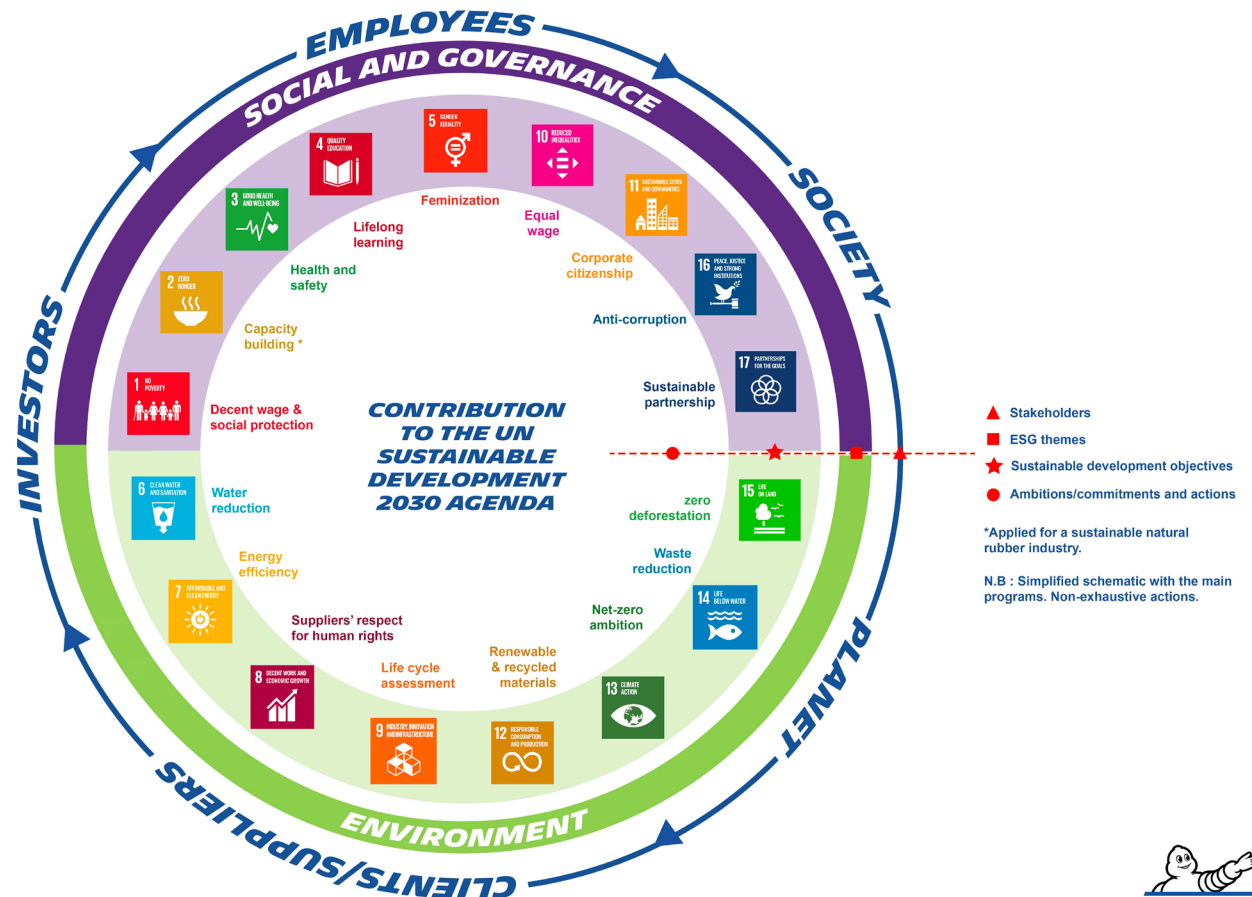 EMPLOYEES
SOCIAL AND GOVERNANCE
SOCIETY
INVESTORS
5 GENDER
EQUALITY
Feminization
4 QUALITY
EDUCATION
Lifelong
learning
10 REDUCED
INEQUALITIES
Equal
wage
3 GOOD HEALTH
AND WELL-BEING
Health and
safety
11 SUSTAINABLE CITIES
AND COMMUNITIES
Corporate
citizenship
2 ZERO
HUNGER
Capacity
building *
16 PEACE, JUSTICE
AND STRONG
INSTITUTIONS
Anti-corruption
1 NO
POVERTY
Decent wage &
social protection
17 PARTNERSHIPS
FOR THE GOALS
Sustainable
partnership
CONTRIBUTION
TO THE UN
SUSTAINABLE
DEVELOPMENT
2030 AGENDA
6 CLEAN WATER
AND SANITATION
Water
reduction
15 LIFE
ON LAND
zero
deforestation
7 AFFORDABLE AND
CLEAN ENERGY
Energy
efficiency
14 LIFE
BELOW WATER
Waste
reduction
8 DECENT WORK AND
ECONOMIC GROWTH
Suppliers' respect
for human rights
13 CLIMATE
ACTION
Net-zero
ambition
9 INDUSTRY, INNOVATION
AND INFRASTRUCTURE
Life cycle
assessment
12 RESPONSIBLE
CONSUMPTION
AND PRODUCTION
Renewable
& recycled
materials
ENVIRONMENT
PLANET
CLIENTS/SUPPLIERS
Stakeholders
ESG themes
Sustainable development objectives
Ambitions/commitments and actions
*Applied for a sustainable natural
rubber industry.
N.B : Simplified schematic with the main
programs. Non-exhaustive actions.